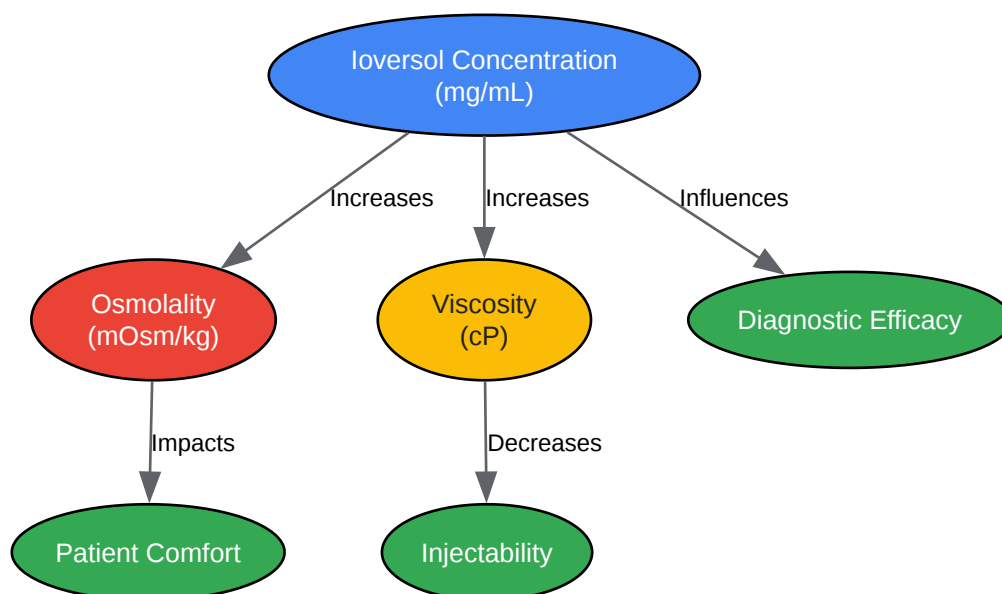 Ioversol Concentration
(mg/mL)
Increases
Increases
Influences
Osmolality
(mOsm/kg)
Viscosity
(cP)
Diagnostic Efficacy
Impacts
Decreases
Patient Comfort
Injectability